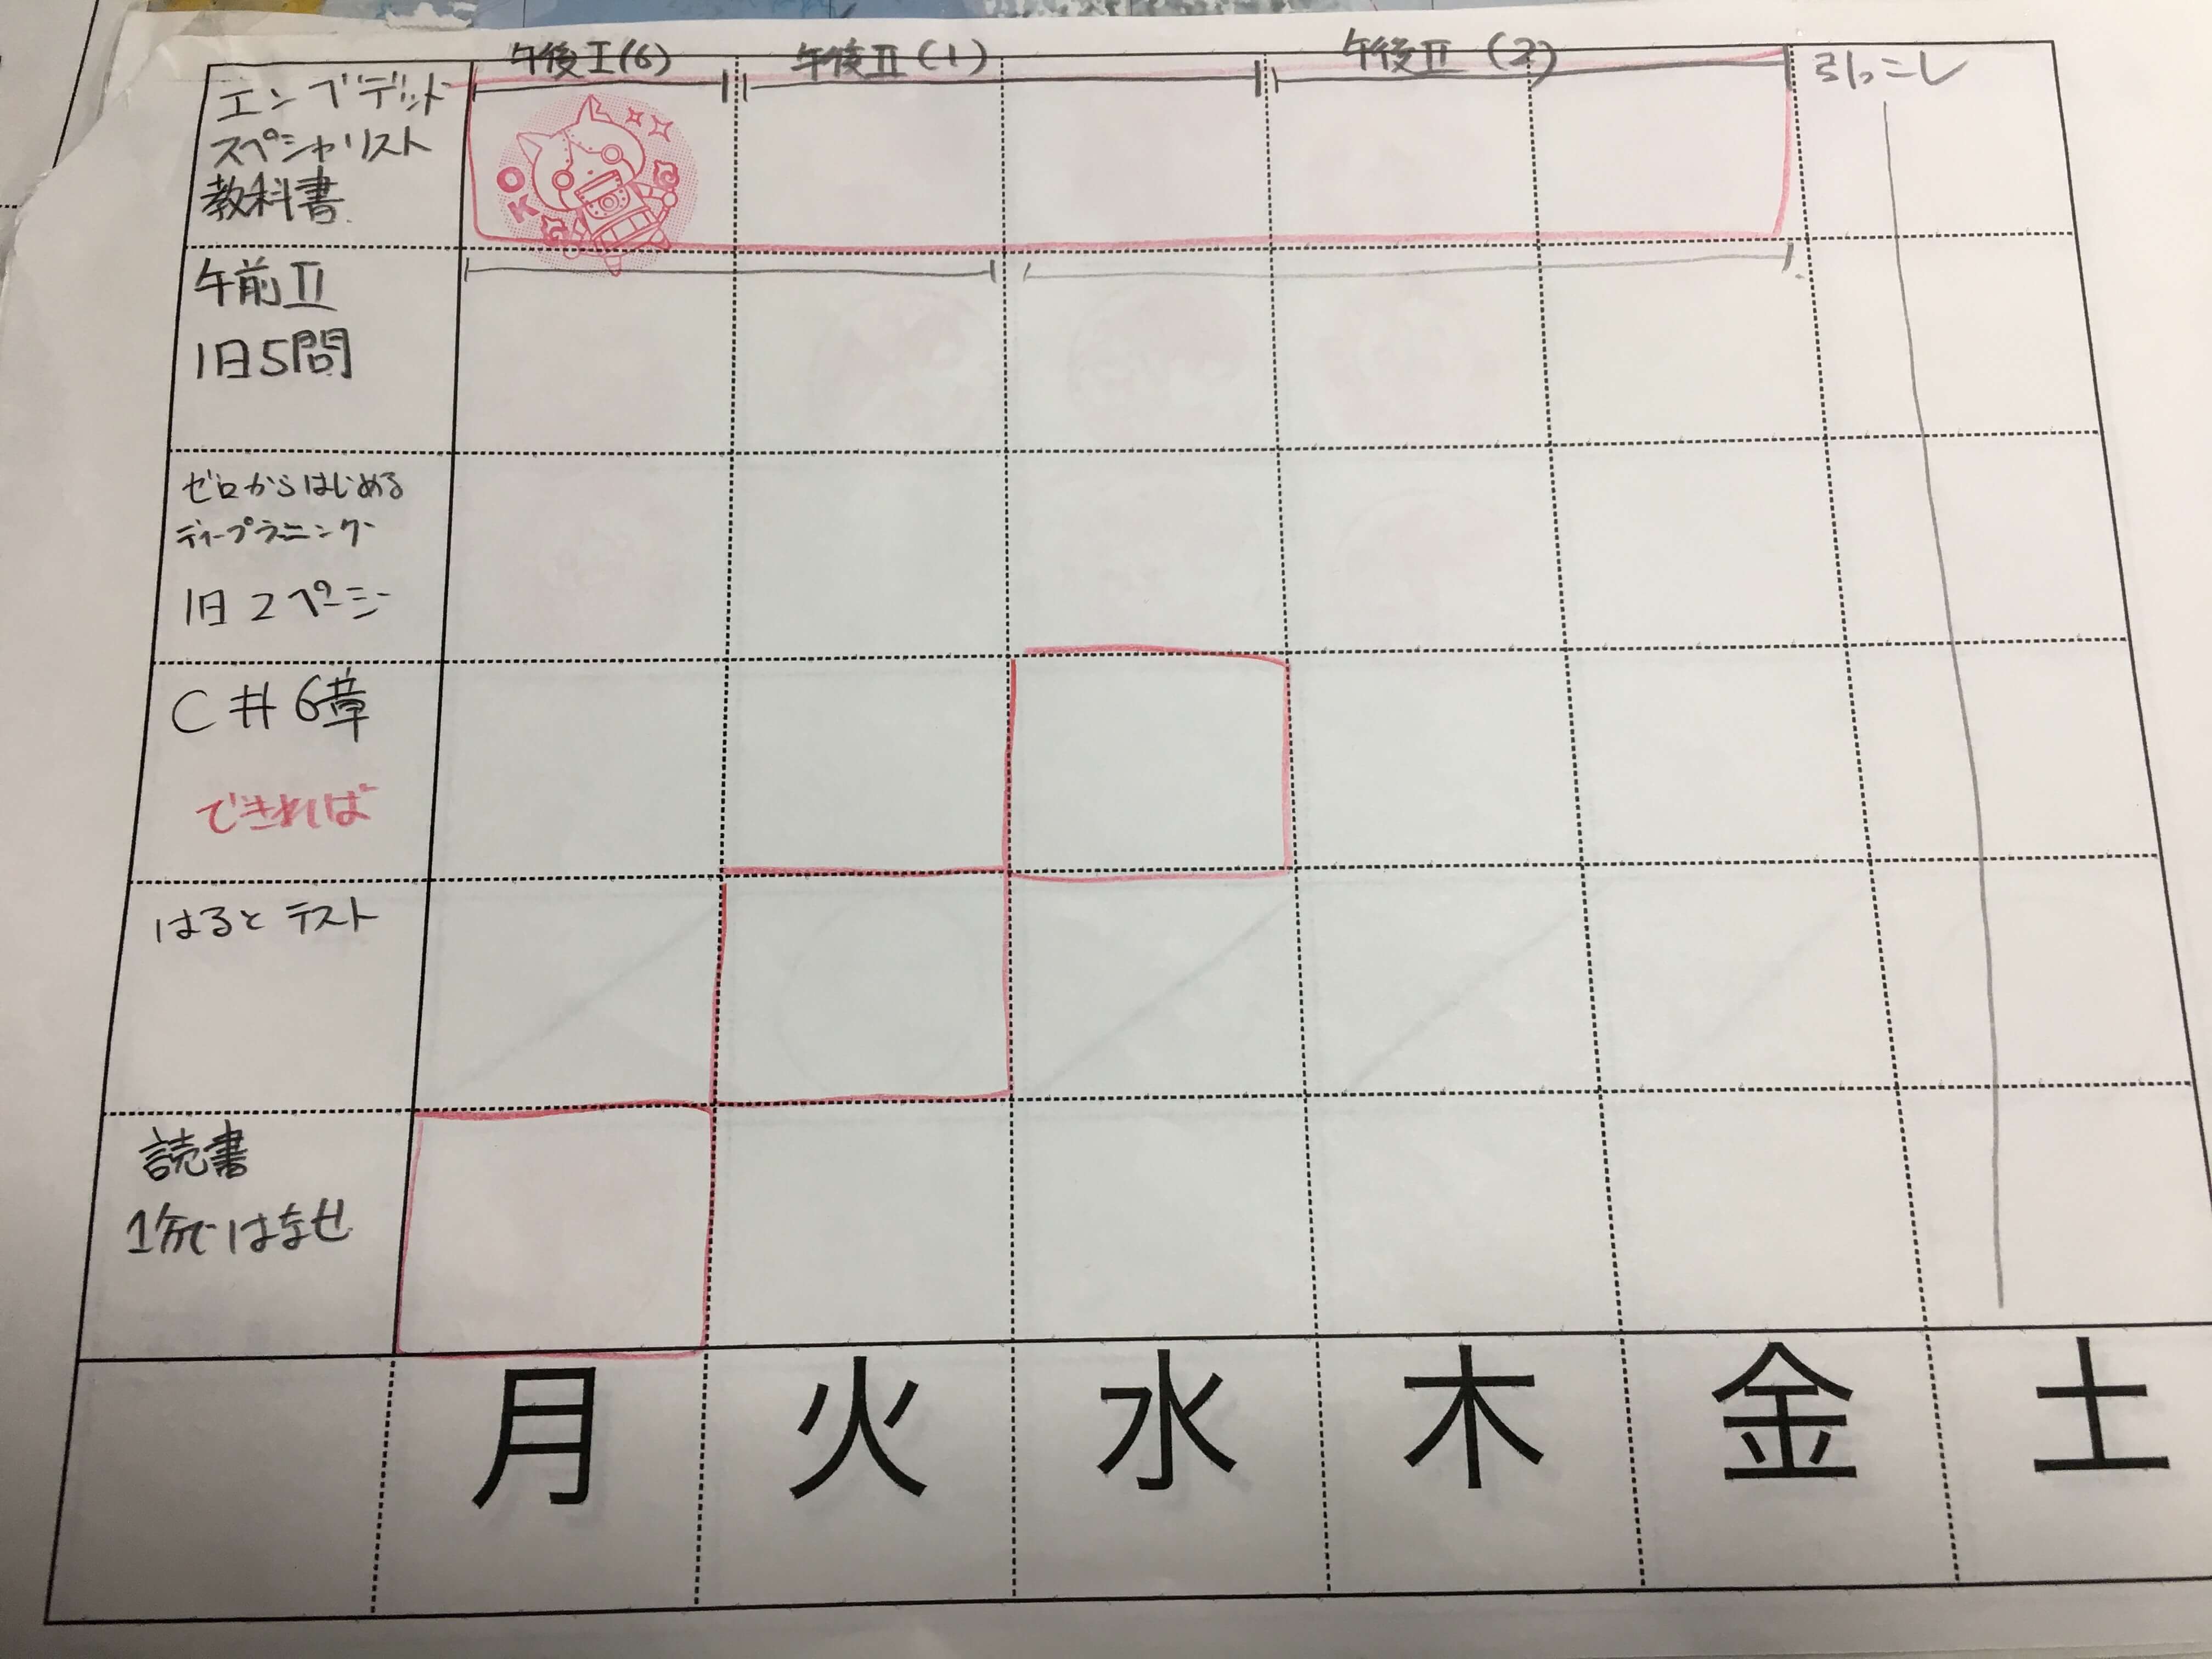 午後Ⅰ(6) 午後Ⅱ(1) 午後Ⅱ(2) 引っこし
エンベデット
スペシャリスト
教科書
OK
午前Ⅱ
1日5問
ゼロからはじめる
ディープラーニング
1日2ページ
C#6章
できれば
はると テスト
読書
1分ではなせ
月 火 水 木 金 土